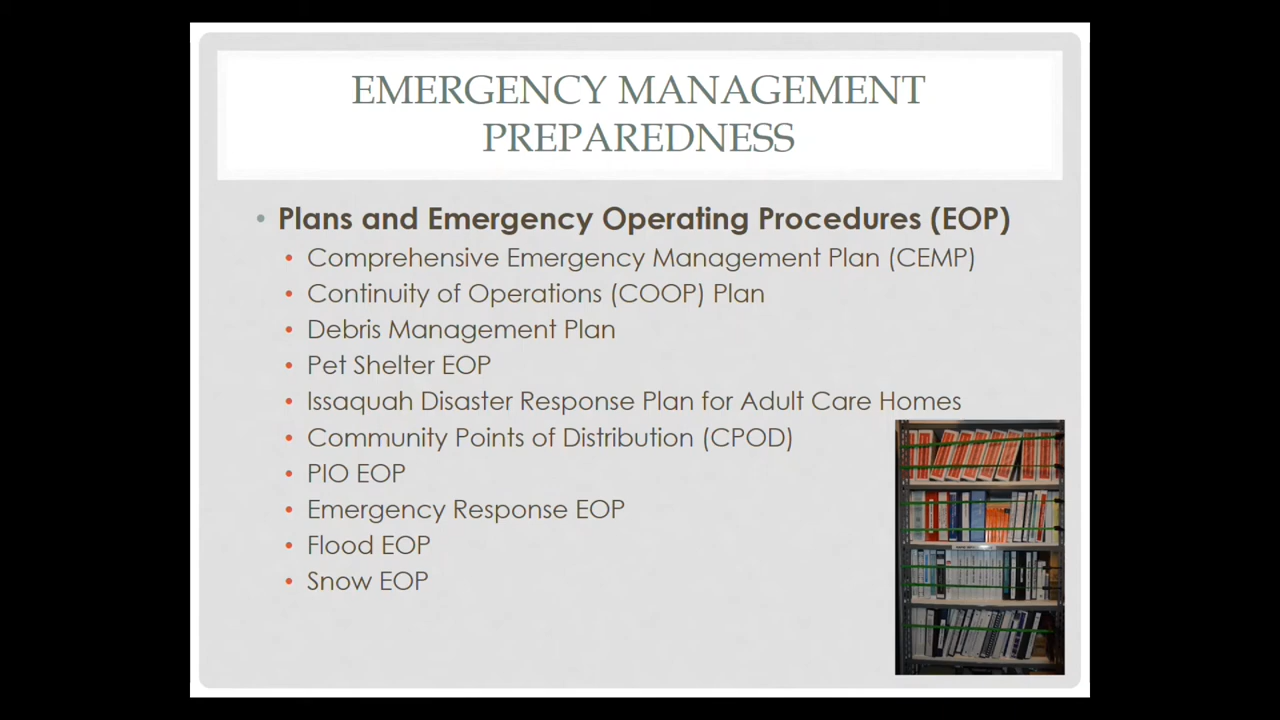 EMERGENCY MANAGEMENT
PREPAREDNESS
• Plans and Emergency Operating Procedures (EOP)
• Comprehensive Emergency Management Plan (CEMP)
• Continuity of Operations (COOP) Plan
• Debris Management Plan
• Pet Shelter EOP
• Issaquah Disaster Response Plan for Adult Care Homes
• Community Points of Distribution (CPOD)
• PIO EOP
• Emergency Response EOP
• Flood EOP
• Snow EOP